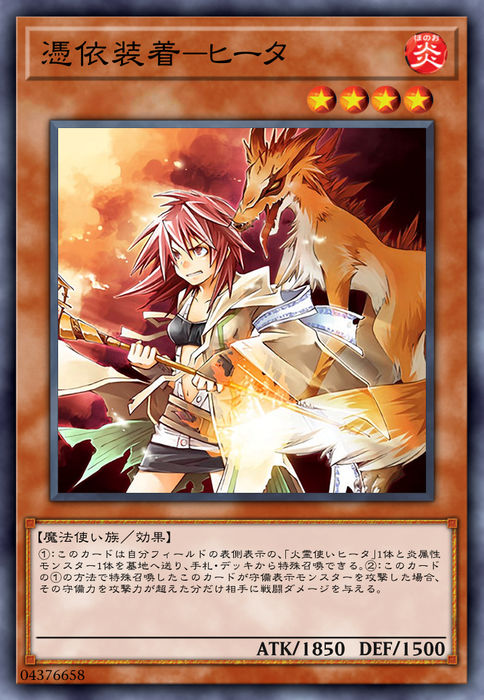 憑依装着－ヒータ
ほのお
炎
【魔法使い族／効果】
①：このカードは自分フィールドの表側表示の、「火霊使いヒータ」1体と炎属性
モンスター1体を墓地へ送り、手札・デッキから特殊召喚できる。②：このカード
の①の方法で特殊召喚したこのカードが守備表示モンスターを攻撃した場合、
その守備力を攻撃力が超えた分だけ相手に戦闘ダメージを与える。
ATK/1850 DEF/1500
04376658